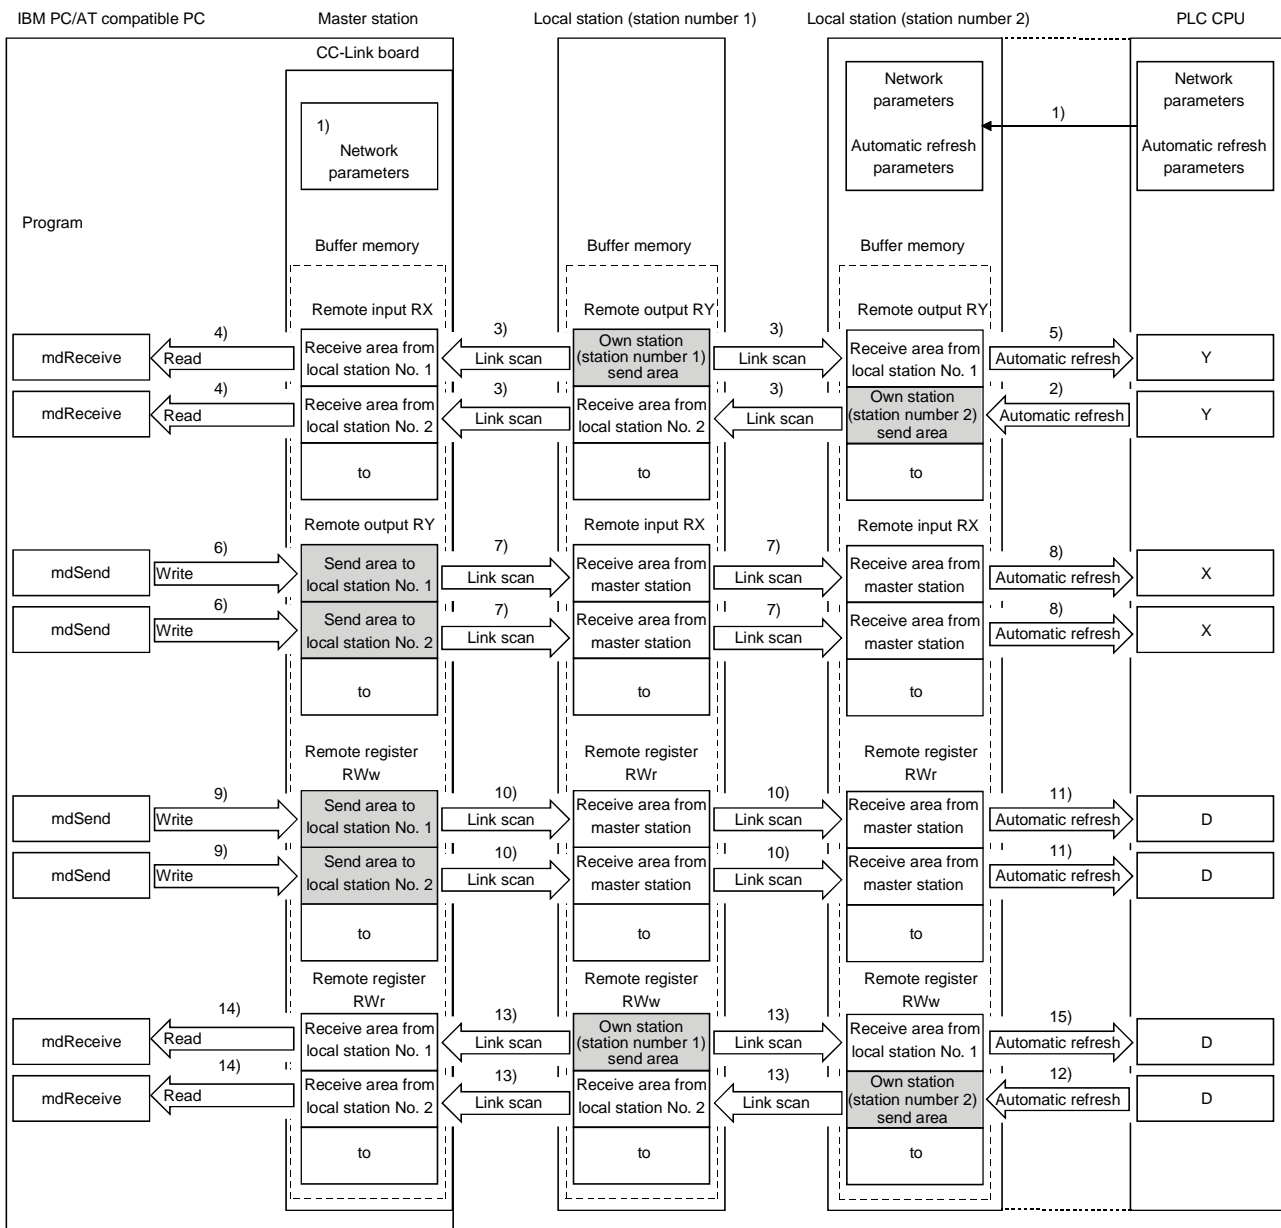 IBM PC/AT compatible PC
Master station
Local station (station number 1)
Local station (station number 2)
PLC CPU
CC-Link board
1)
Network
parameters
Network
parameters
Automatic refresh
parameters
1)
Network
parameters
Automatic refresh
parameters
Program
Buffer memory
Buffer memory
Buffer memory
Remote input RX
Remote output RY
Remote output RY
mdReceive
4)
Read
Receive area from
local station No. 1
3)
Link scan
Own station
(station number 1)
send area
3)
Link scan
Receive area from
local station No. 1
5)
Automatic refresh
Y
mdReceive
4)
Read
Receive area from
local station No. 2
3)
Link scan
Receive area from
local station No. 2
3)
Link scan
Own station
(station number 2)
send area
2)
Automatic refresh
Y
to
to
to
Remote output RY
Remote input RX
Remote input RX
mdSend
6)
Write
Send area to
local station No. 1
7)
Link scan
Receive area from
master station
7)
Link scan
Receive area from
master station
8)
Automatic refresh
X
mdSend
6)
Write
Send area to
local station No. 2
7)
Link scan
Receive area from
master station
7)
Link scan
Receive area from
master station
8)
Automatic refresh
X
to
to
to
Remote register
RWw
Remote register
RWr
Remote register
RWr
mdSend
9)
Write
Send area to
local station No. 1
10)
Link scan
Receive area from
master station
10)
Link scan
Receive area from
master station
11)
Automatic refresh
D
mdSend
9)
Write
Send area to
local station No. 2
10)
Link scan
Receive area from
master station
10)
Link scan
Receive area from
master station
11)
Automatic refresh
D
to
to
to
Remote register
RWr
Remote register
RWw
Remote register
RWw
mdReceive
14)
Read
Receive area from
local station No. 1
13)
Link scan
Own station
(station number 1)
send area
13)
Link scan
Receive area from
local station No. 1
15)
Automatic refresh
D
mdReceive
14)
Read
Receive area from
local station No. 2
13)
Link scan
Receive area from
local station No. 2
13)
Link scan
Own station
(station number 2)
send area
12)
Automatic refresh
D
to
to
to